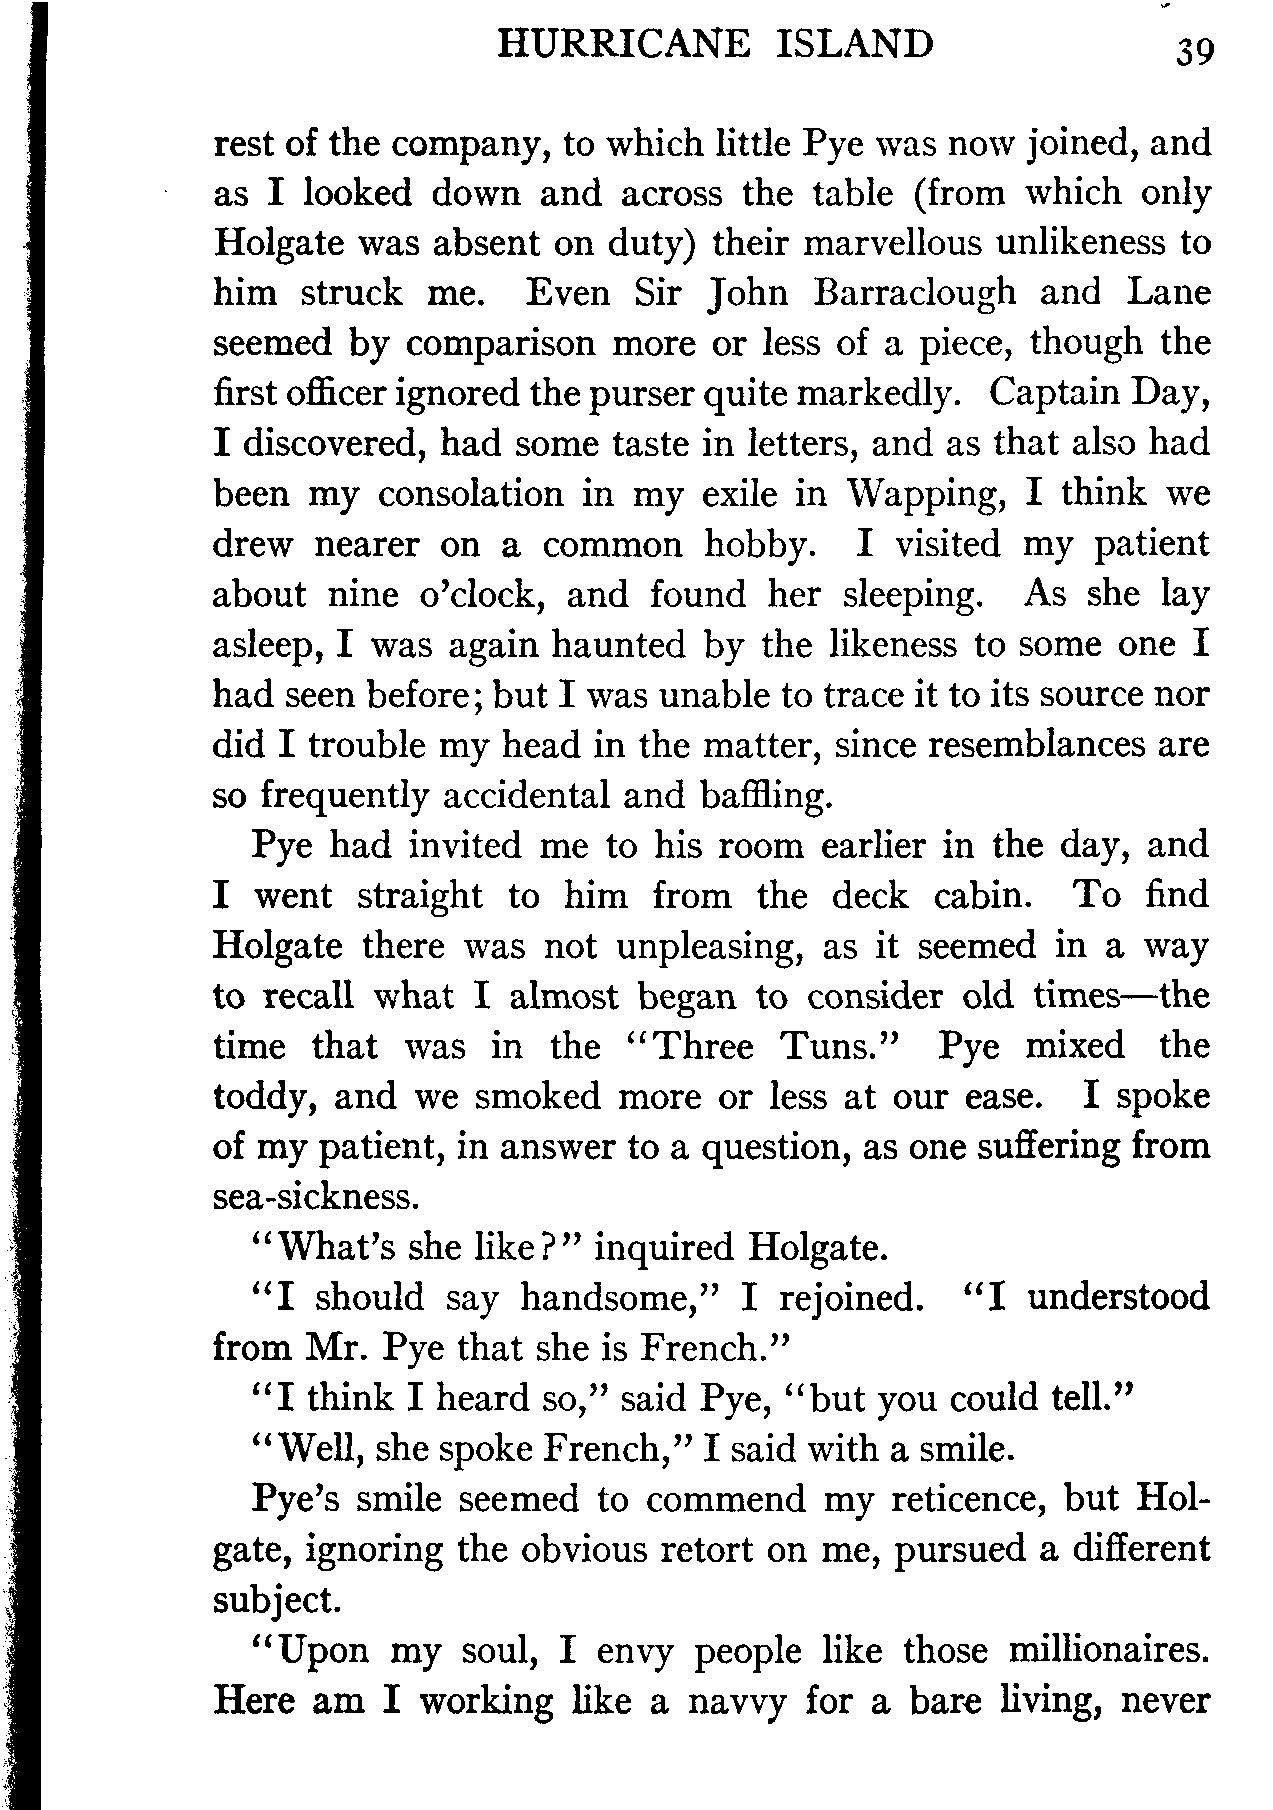 HURRICANE ISLAND 39
rest of the company, to which little Pye was now joined, and
as I looked down and across the table (from which only
Holgate was absent on duty) their marvellous unlikeness to
him struck me. Even Sir John Barraclough and Lane
seemed by comparison more or less of a piece, though the
first officer ignored the purser quite markedly. Captain Day,
I discovered, had some taste in letters, and as that also had
been my consolation in my exile in Wapping, I think we
drew nearer on a common hobby. I visited my patient
about nine o'clock, and found her sleeping. As she lay
asleep, I was again haunted by the likeness to some one I
had seen before; but I was unable to trace it to its source nor
did I trouble my head in the matter, since resemblances are
so frequently accidental and baffling.
Pye had invited me to his room earlier in the day, and
I went straight to him from the deck cabin. To find
Holgate there was not unpleasing, as it seemed in a way
to recall what I almost began to consider old times—the
time that was in the "Three Tuns." Pye mixed the
toddy, and we smoked more or less at our ease. I spoke
of my patient, in answer to a question, as one suffering from
sea-sickness.
"What's she like?" inquired Holgate.
"I should say handsome," I rejoined. "I understood
from Mr. Pye that she is French."
"I think I heard so," said Pye, "but you could tell."
"Well, she spoke French," I said with a smile.
Pye's smile seemed to commend my reticence, but Hol-
gate, ignoring the obvious retort on me, pursued a different
subject.
"Upon my soul, I envy people like those millionaires.
Here am I working like a navvy for a bare living, never